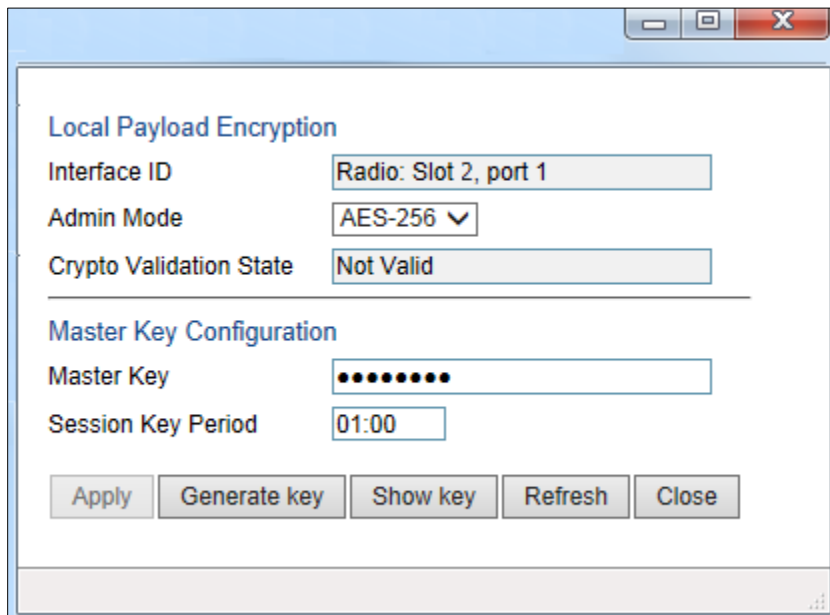 Local Payload Encryption
Interface ID Radio: Slot 2, port 1
Admin Mode AES-256
Crypto Validation State Not Valid
Master Key Configuration
Master Key ●●●●●●●●
Session Key Period 01:00
Apply Generate key Show key Refresh Close